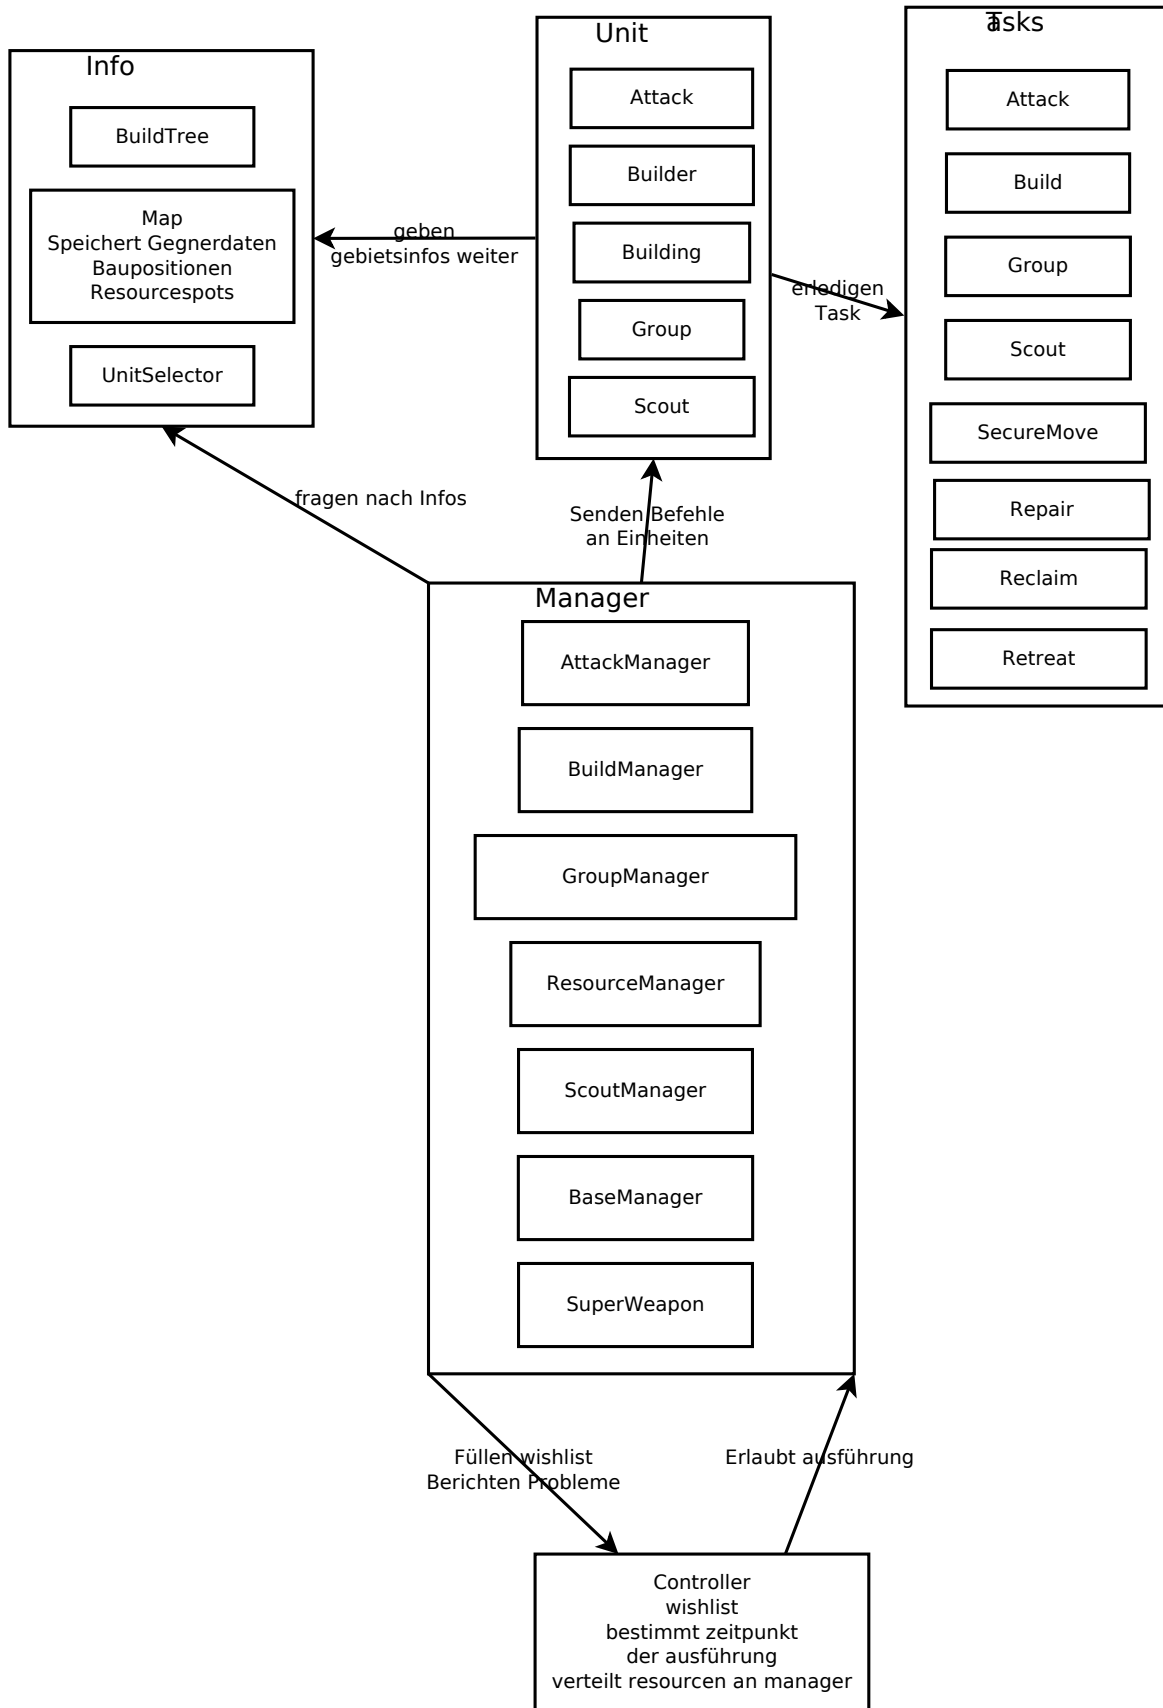 Info
BuildTree
Map
Speichert Gegnerdaten
Baupositionen
Resourcespots
UnitSelector
geben
gebietsinfos weiter
Unit
Attack
Builder
Building
Group
Scout
erledigen
Task
Tasks
Attack
Build
Group
Scout
SecureMove
Repair
Reclaim
Retreat
fragen nach Infos
Senden Befehle
an Einheiten
Manager
AttackManager
BuildManager
GroupManager
ResourceManager
ScoutManager
BaseManager
SuperWeapon
Füllen wishlist
Berichten Probleme
Erlaubt ausführung
Controller
wishlist
bestimmt zeitpunkt
der ausführung
verteilt resourcen an manager